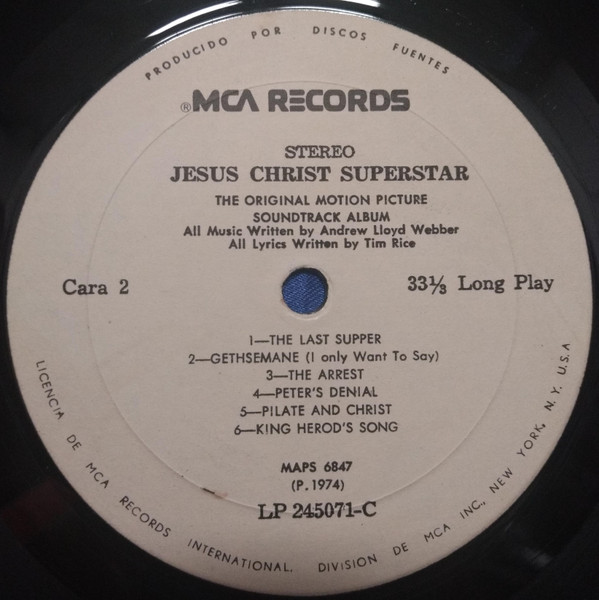 PRODUCIDO POR DISCOS FUENTES
®MCA RECORDS
STEREO
JESUS CHRIST SUPERSTAR
THE ORIGINAL MOTION PICTURE
SOUNDTRACK ALBUM
All Music Written by Andrew Lloyd Webber
All Lyrics Written by Tim Rice
Cara 2
33⅓ Long Play
1—THE LAST SUPPER
2—GETHSEMANE (I only Want To Say)
3—THE ARREST
4—PETER'S DENIAL
5—PILATE AND CHRIST
6—KING HEROD'S SONG
MAPS 6847
(P. 1974)
LP 245071-C
LICENCIA DE MCA RECORDS INTERNATIONAL. DIVISION DE MCA INC, NEW YORK, N. Y. U.S.A